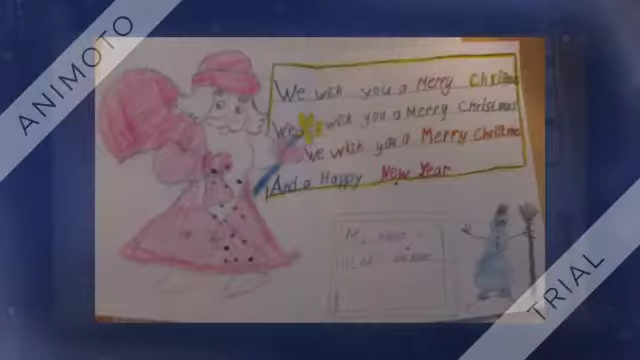 ANIMOTO
We wish you a Merry Christmas
We wish you a Merry Christmas
We wish you a Merry Christme
And a Happy New Year
TRIAL